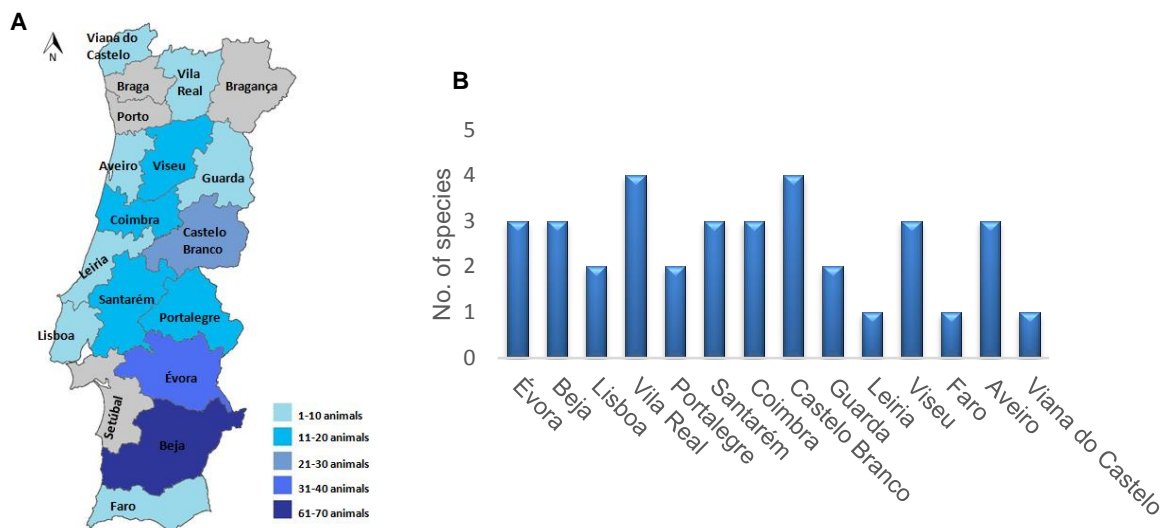 A
N
Viana do
Castelo
Braga
Vila
Real
Bragança
Porto
Aveiro
Viseu
Guarda
Coimbra
Castelo
Branco
Leiria
Santarém
Portalegre
Lisboa
Évora
Setúbal
Beja
Faro
1-10 animals
11-20 animals
21-30 animals
31-40 animals
61-70 animals
B
No. of species
5
4
3
2
1
0
Évora
Beja
Lisboa
Vila Real
Portalegre
Santarém
Coimbra
Castelo Branco
Guarda
Leiria
Viseu
Faro
Aveiro
Viana do Castelo